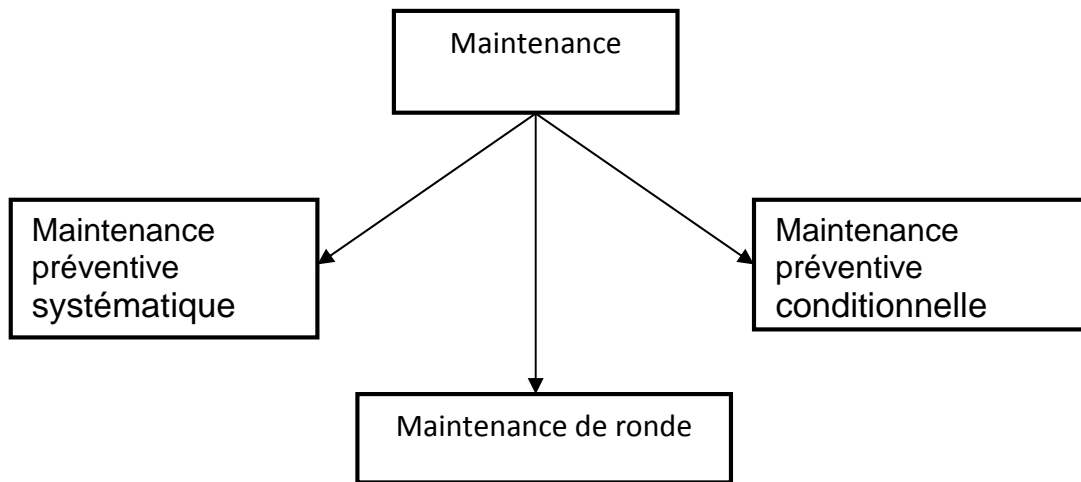 Maintenance
Maintenance
préventive
systématique
Maintenance
préventive
conditionnelle
Maintenance de ronde